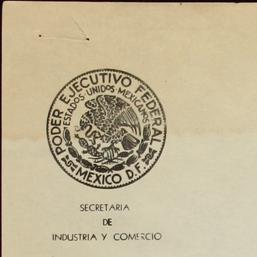 PODER EJECUTIVO FEDERAL
ESTADOS·UNIDOS·MEXICANOS
MEXICO D.F.
SECRETARIA
DE
INDUSTRIA Y COMERCIO